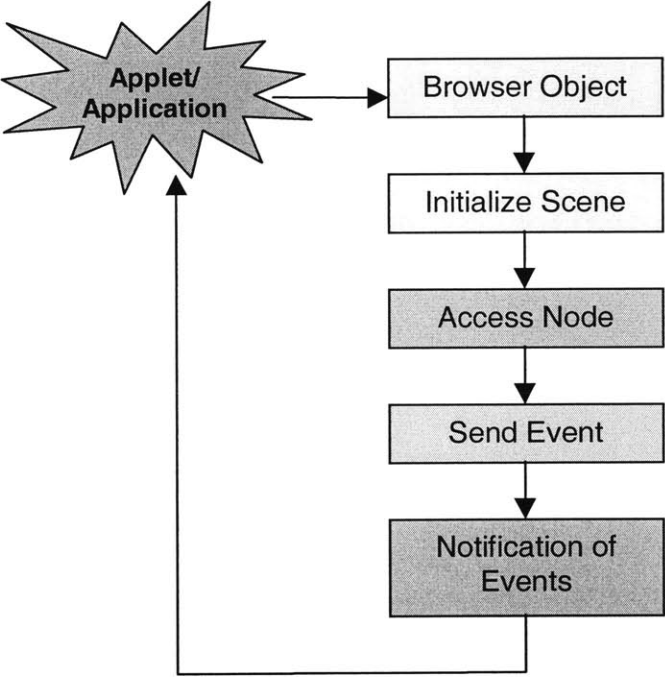 Applet/
Application
Browser Object
Initialize Scene
Access Node
Send Event
Notification of
Events